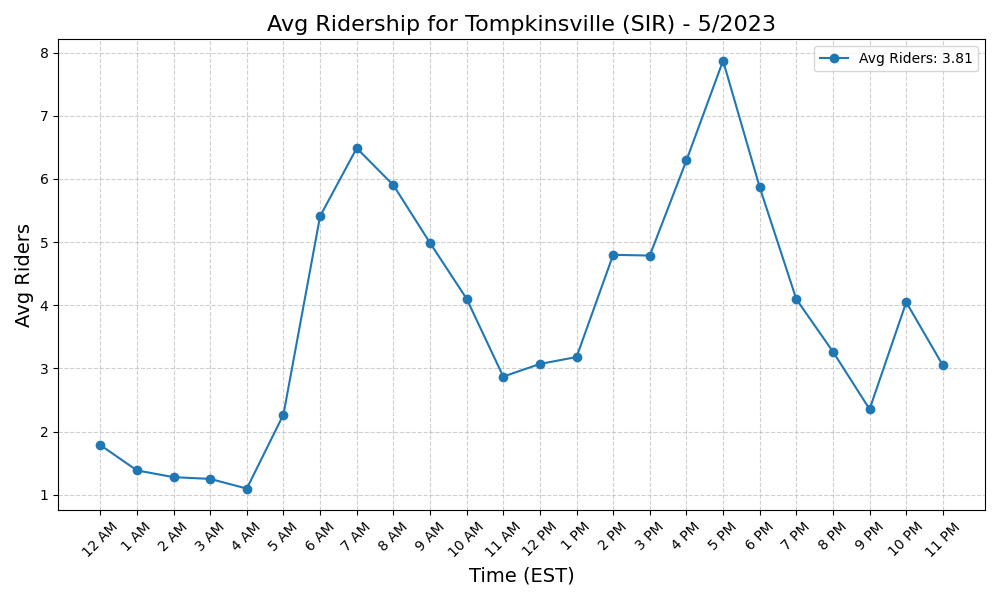 Avg Ridership for Tompkinsville (SIR) - 5/2023
Avg Riders: 3.81
Avg Riders
8
7
6
5
4
3
2
1
12 AM
1 AM
2 AM
3 AM
4 AM
5 AM
6 AM
7 AM
8 AM
9 AM
10 AM
11 AM
12 PM
1 PM
2 PM
3 PM
4 PM
5 PM
6 PM
7 PM
8 PM
9 PM
10 PM
11 PM
Time (EST)